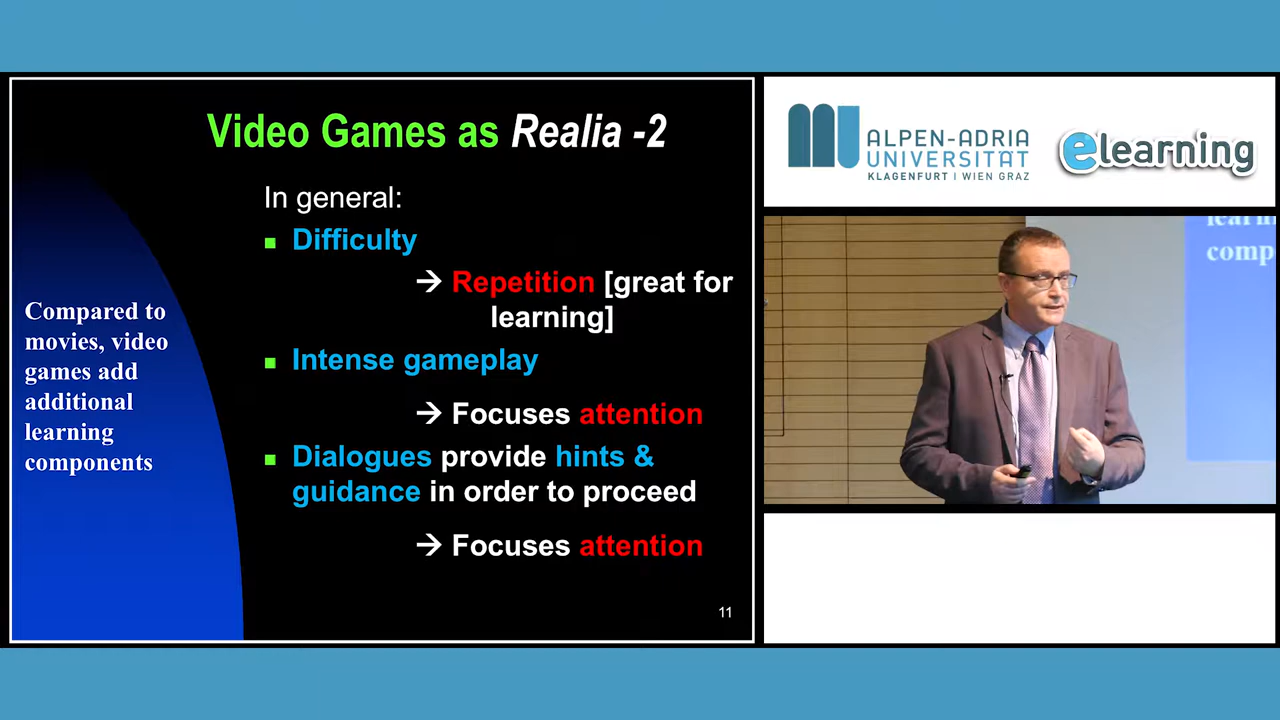 Video Games as Realia -2
In general:
Difficulty
→ Repetition [great for
learning]
Intense gameplay
→ Focuses attention
Dialogues provide hints &
guidance in order to proceed
→ Focuses attention
11
Compared to
movies, video
games add
additional
learning
components
ALPEN-ADRIA
UNIVERSITÄT
KLAGENFURT I WIEN GRAZ
elearning